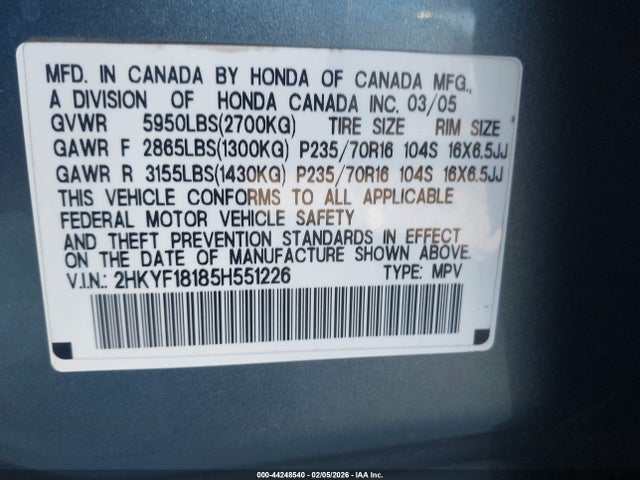 MFD. IN CANADA BY HONDA OF CANADA MFG.,
A DIVISION OF HONDA CANADA INC. 03/05
GVWR 5950LBS(2700KG) TIRE SIZE RIM SIZE
GAWR F 2865LBS(1300KG) P235/70R16 104S 16X6.5JJ
GAWR R 3155LBS(1430KG) P235/70R16 104S 16X6.5JJ
THIS VEHICLE CONFORMS TO ALL APPLICABLE
FEDERAL MOTOR VEHICLE SAFETY
AND THEFT PREVENTION STANDARDS IN EFFECT
ON THE DATE OF MANUFACTURE SHOWN ABOVE.
V.I.N.: 2HKYF18185H551226 TYPE: MPV
000-44248540 - 02/05/2026 - IAA Inc.